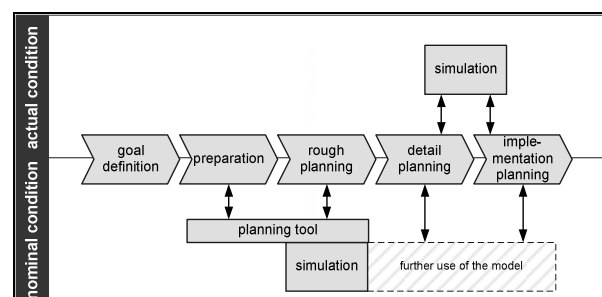 actual condition
nominal condition
simulation
goal
definition
preparation
rough
planning
detail
planning
imple-
mentation
planning
planning tool
simulation
further use of the model